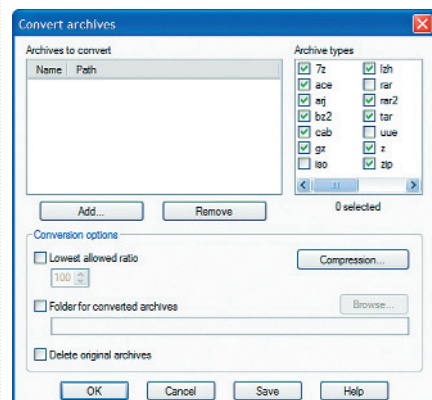 Convert archives
Archives to convert
Archive types
Name Path
7z lzh
ace rar
arj rar2
bz2 tar
cab uue
gz z
iso zip
Add... Remove
0 selected
Conversion options
Lowest allowed ratio
Compression...
100
Folder for converted archives
Browse...
Delete original archives
OK Cancel Save Help